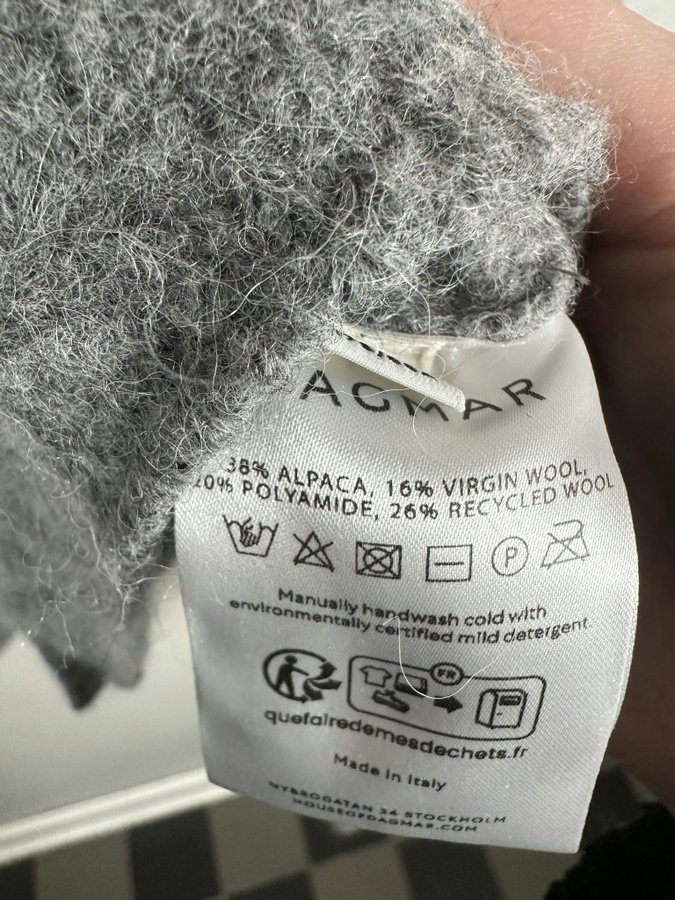 AGMAR
38% ALPACA, 16% VIRGIN WOOL,
20% POLYAMIDE, 26% RECYCLED WOOL
P
Manually handwash cold with
environmentally certified mild detergent
FR
quefairedemesdechets.fr
Made in Italy
NYBROGATAN 34 STOCKHOLM
HOUSEOFDAGMAR.COM